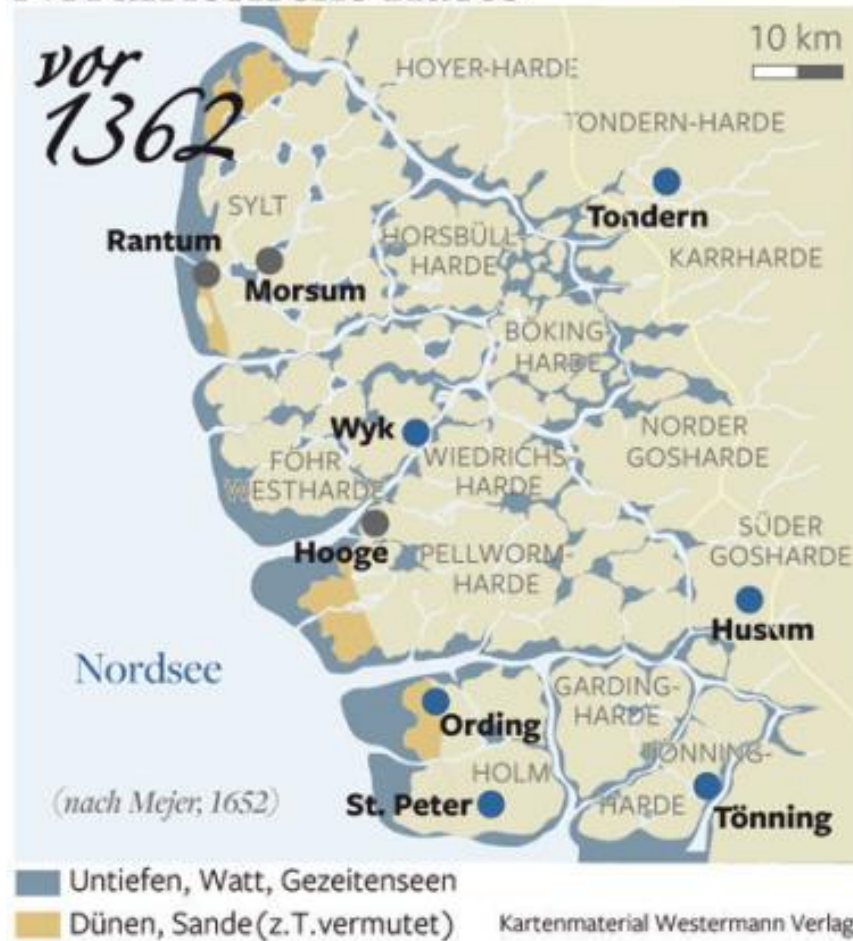 vor
1362
10 km
HOYER-HARDE
TONDERN-HARDE
Tondern
SYLT
Rantum
HORSBÜLL-
HARDE
KARRHARDE
Morsum
BÖKING-
HARDE
Wyk
NORDER
GOSHARDE
FÖHR
WESTHARDE
WIEDRICHS-
HARDE
Hooge
PELLWORM-
HARDE
SÜDER
GOSHARDE
Husum
Nordsee
GARDING-
HARDE
Ording
HOLM
TÖNNING-
HARDE
(nach Mejer, 1652)
St. Peter
Tönning
Untiefen, Watt, Gezeitenseen
Dünen, Sande (z.T. vermutet)
Kartenmaterial Westermann Verlag